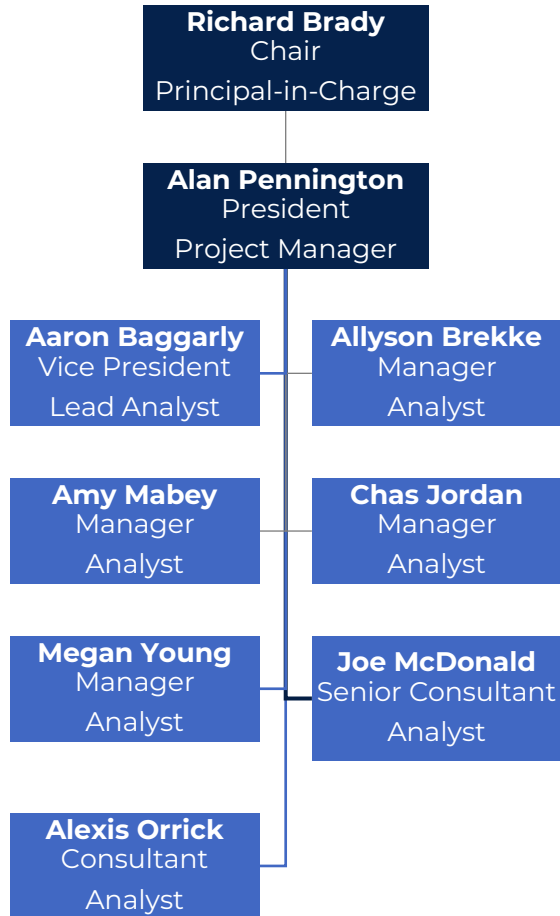 Richard Brady
Chair
Principal-in-Charge
Alan Pennington
President
Project Manager
Aaron Baggarly
Vice President
Lead Analyst
Allyson Brekke
Manager
Analyst
Amy Mabey
Manager
Analyst
Chas Jordan
Manager
Analyst
Megan Young
Manager
Analyst
Joe McDonald
Senior Consultant
Analyst
Alexis Orrick
Consultant
Analyst